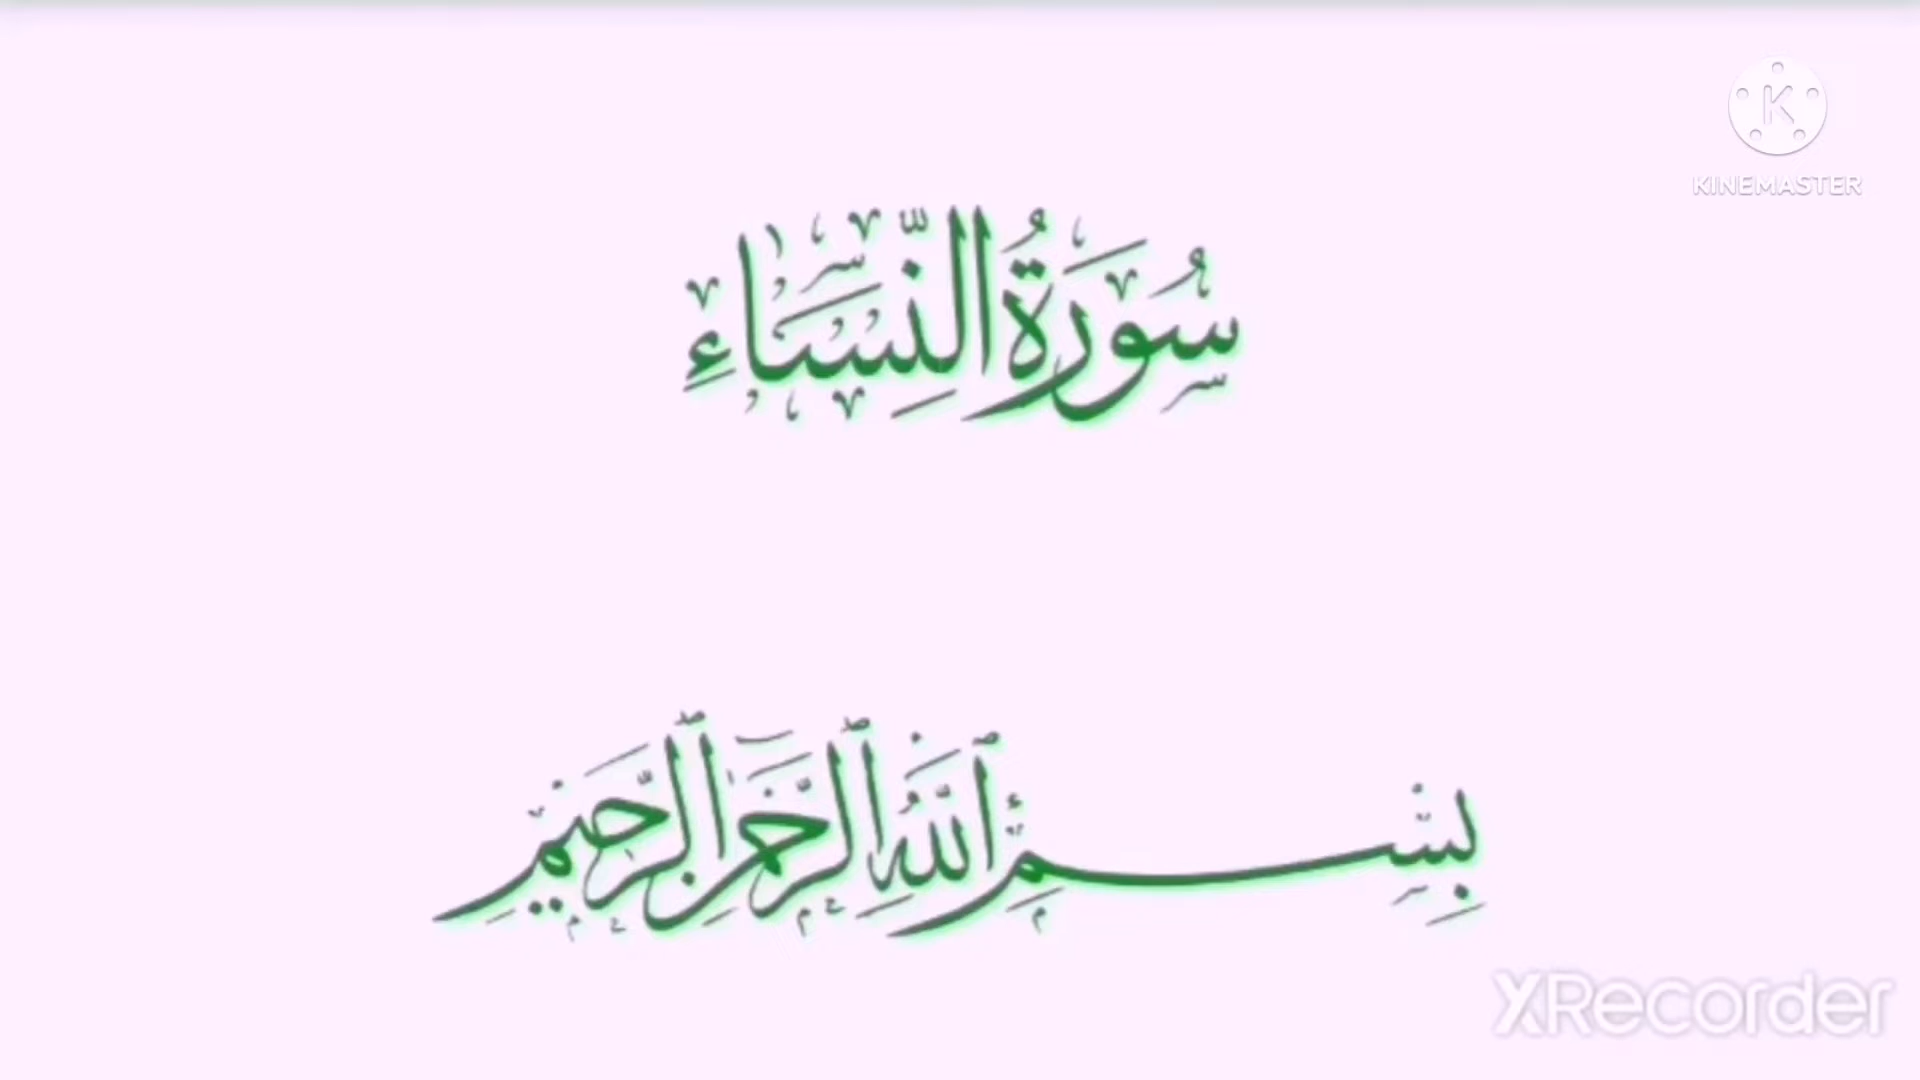 KINEMASTER
سُورَةُ النِّسَاءِ
بِسْمِ ٱللَّهِ ٱلرَّحْمَٰنِ ٱلرَّحِيمِ
XRecorder